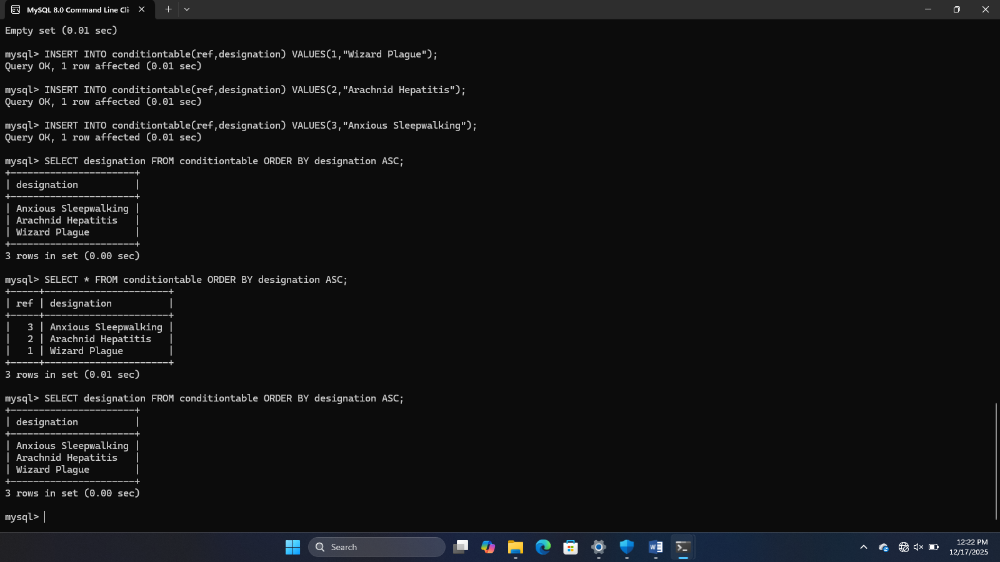 MySQL 8.0 Command Line Cli
Empty set (0.01 sec)
mysql> INSERT INTO conditiontable(ref,designation) VALUES(1,"Wizard Plague");
Query OK, 1 row affected (0.01 sec)
mysql> INSERT INTO conditiontable(ref,designation) VALUES(2,"Arachnid Hepatitis");
Query OK, 1 row affected (0.01 sec)
mysql> INSERT INTO conditiontable(ref,designation) VALUES(3,"Anxious Sleepwalking");
Query OK, 1 row affected (0.01 sec)
mysql> SELECT designation FROM conditiontable ORDER BY designation ASC;
+----------------------+
| designation          |
+----------------------+
| Anxious Sleepwalking |
| Arachnid Hepatitis   |
| Wizard Plague        |
+----------------------+
3 rows in set (0.00 sec)
mysql> SELECT * FROM conditiontable ORDER BY designation ASC;
+-----+----------------------+
| ref | designation          |
+-----+----------------------+
|   3 | Anxious Sleepwalking |
|   2 | Arachnid Hepatitis   |
|   1 | Wizard Plague        |
+-----+----------------------+
3 rows in set (0.01 sec)
mysql> SELECT designation FROM conditiontable ORDER BY designation ASC;
+----------------------+
| designation          |
+----------------------+
| Anxious Sleepwalking |
| Arachnid Hepatitis   |
| Wizard Plague        |
+----------------------+
3 rows in set (0.00 sec)
mysql>
Search
12:22 PM
12/17/2025